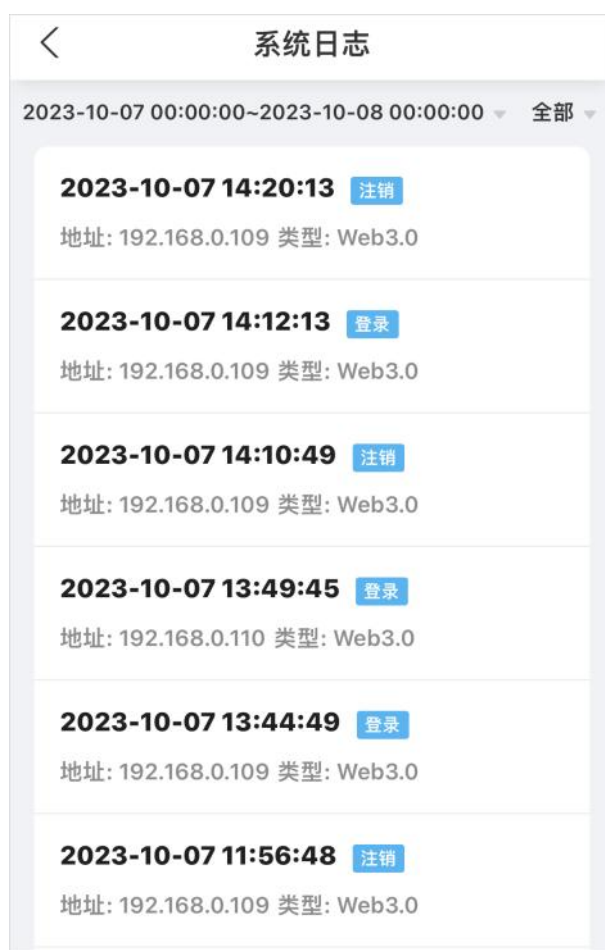 系统日志
2023-10-07 00:00:00~2023-10-08 00:00:00 全部
2023-10-07 14:20:13 注销
地址: 192.168.0.109 类型: Web3.0
2023-10-07 14:12:13 登录
地址: 192.168.0.109 类型: Web3.0
2023-10-07 14:10:49 注销
地址: 192.168.0.109 类型: Web3.0
2023-10-07 13:49:45 登录
地址: 192.168.0.110 类型: Web3.0
2023-10-07 13:44:49 登录
地址: 192.168.0.109 类型: Web3.0
2023-10-07 11:56:48 注销
地址: 192.168.0.109 类型: Web3.0